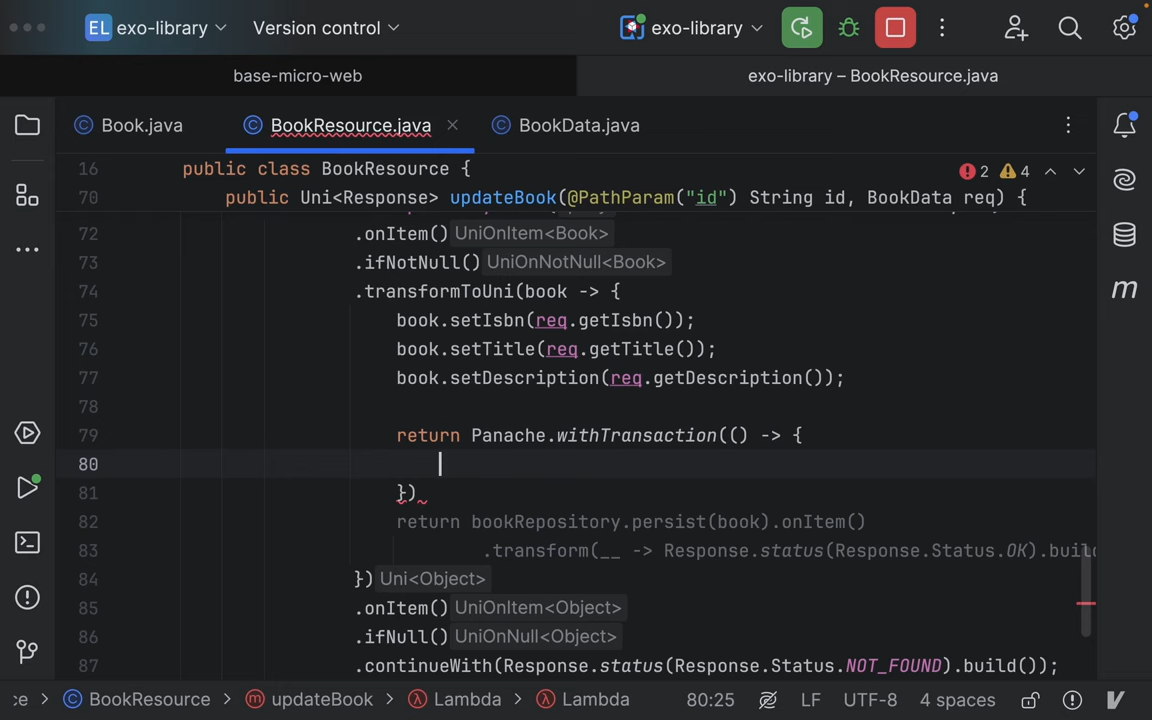 EL exo-library Version control exo-library
base-micro-web exo-library – BookResource.java
Book.java BookResource.java BookData.java
16 public class BookResource { 2 4
70 public Uni<Response> updateBook(@PathParam("id") String id, BookData req) {
72 .onItem() UniOnItem<Book>
73 .ifNotNull() UniOnNotNull<Book>
74 .transformToUni(book -> {
75 book.setIsbn(req.getIsbn());
76 book.setTitle(req.getTitle());
77 book.setDescription(req.getDescription());
78
79 return Panache.withTransaction(() -> {
80
81 })
82 return bookRepository.persist(book).onItem()
83 .transform(__ -> Response.status(Response.Status.OK).build
84 }) Uni<Object>
85 .onItem() UniOnItem<Object>
86 .ifNull() UniOnNull<Object>
87 .continueWith(Response.status(Response.Status.NOT_FOUND).build());
ce > BookResource > updateBook > Lambda > Lambda 80:25 LF UTF-8 4 spaces